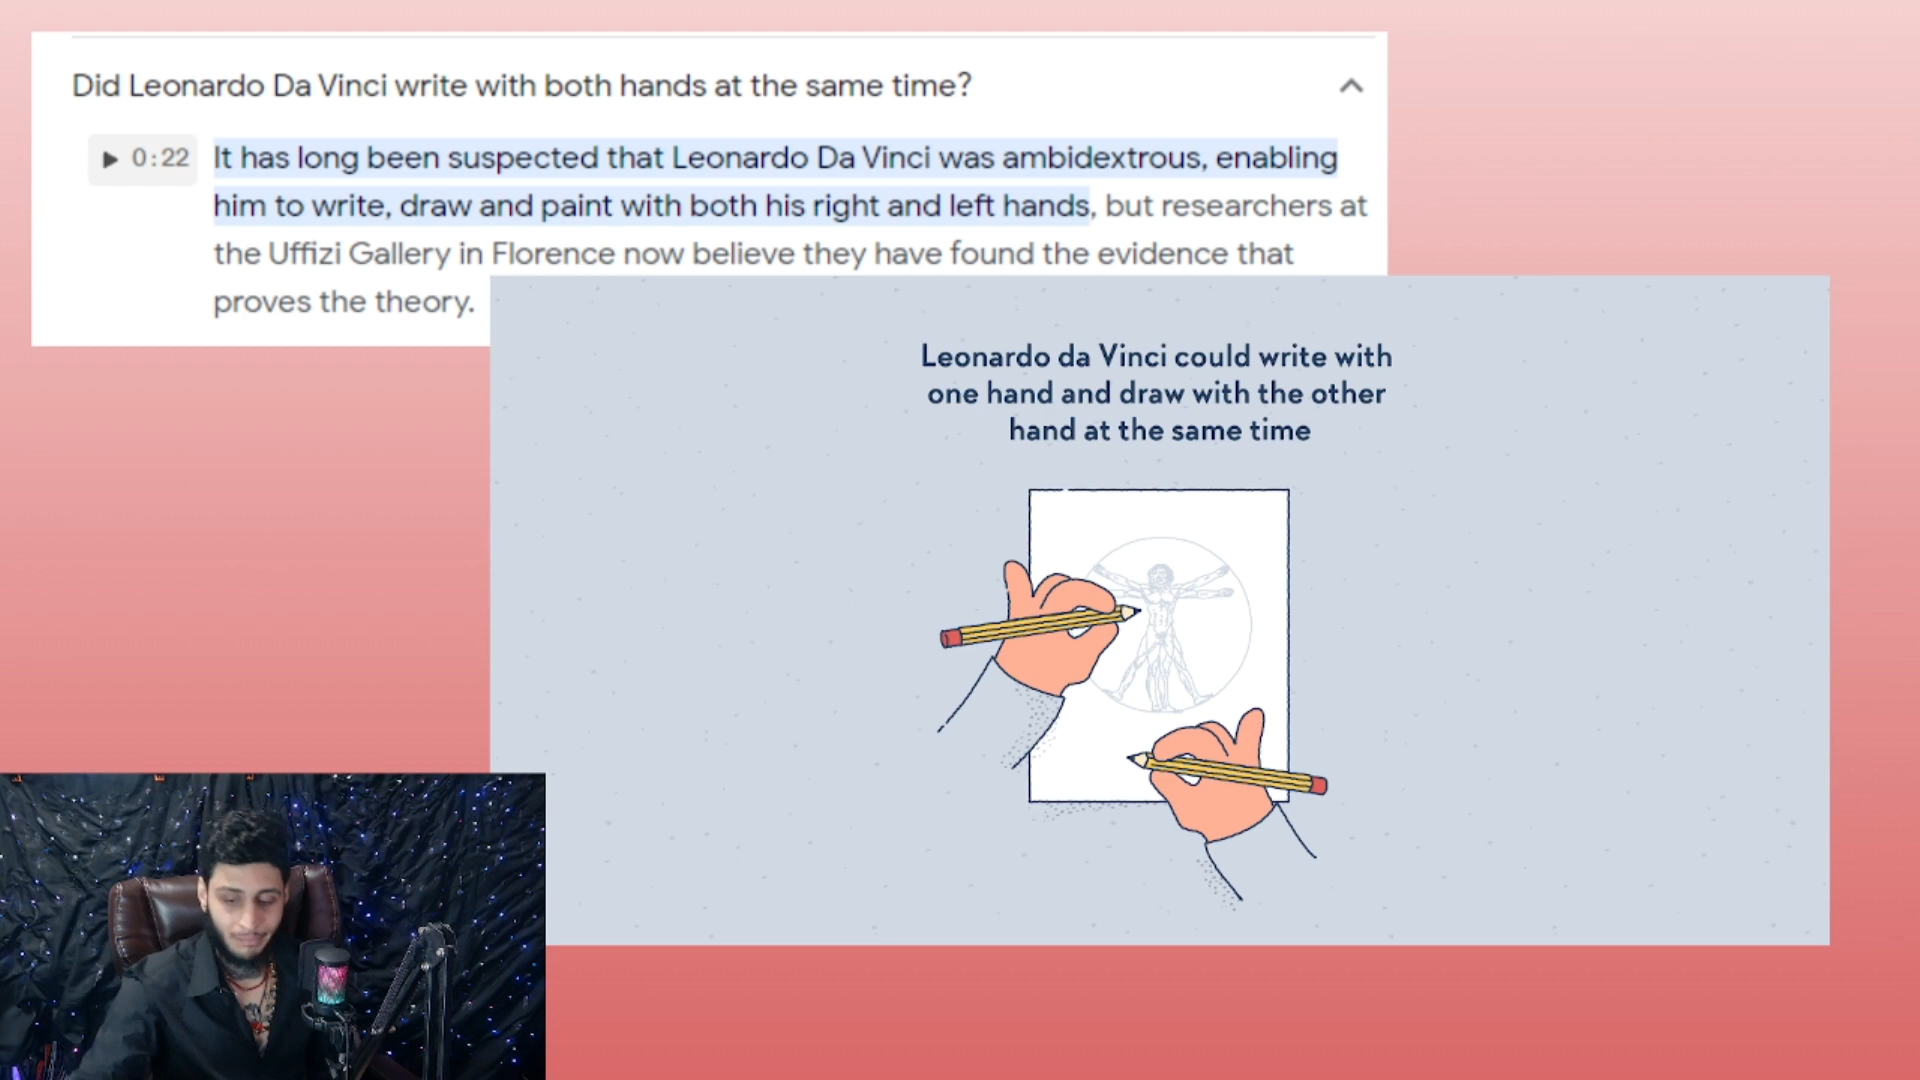 Did Leonardo Da Vinci write with both hands at the same time?
0:22
It has long been suspected that Leonardo Da Vinci was ambidextrous, enabling
him to write, draw and paint with both his right and left hands, but researchers at
the Uffizi Gallery in Florence now believe they have found the evidence that
proves the theory.
Leonardo da Vinci could write with
one hand and draw with the other
hand at the same time